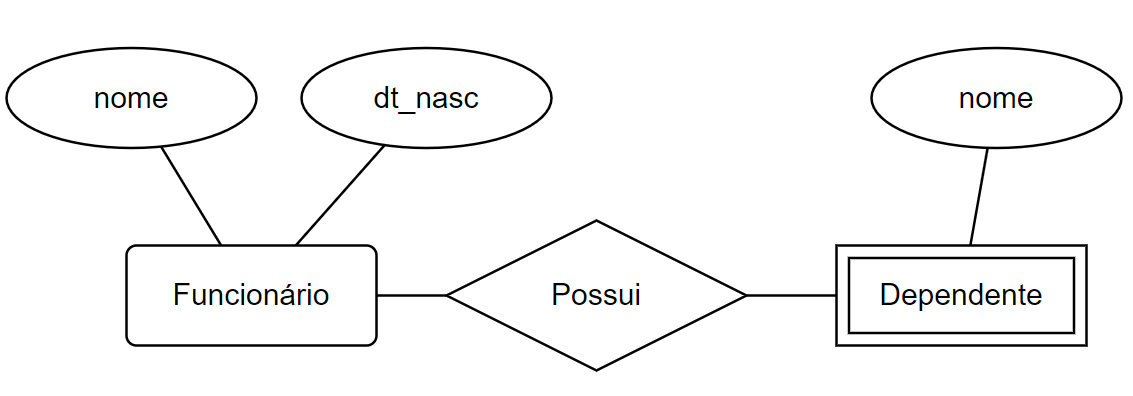 nome
dt_nasc
nome
Funcionário
Possui
Dependente